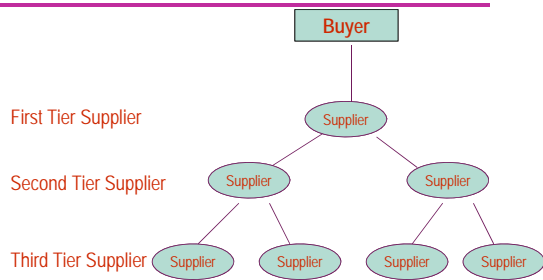 Buyer
First Tier Supplier
Supplier
Second Tier Supplier
Supplier
Supplier
Third Tier Supplier
Supplier
Supplier
Supplier
Supplier